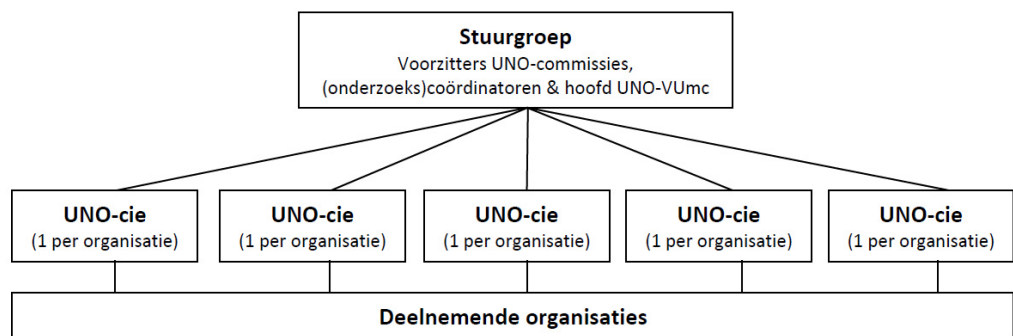 Stuurgroep
Voorzitters UNO-commissies,
(onderzoeks)coördinatoren & hoofd UNO-VUmc
UNO-cie
(1 per organisatie)
UNO-cie
(1 per organisatie)
UNO-cie
(1 per organisatie)
UNO-cie
(1 per organisatie)
UNO-cie
(1 per organisatie)
Deelnemende organisaties